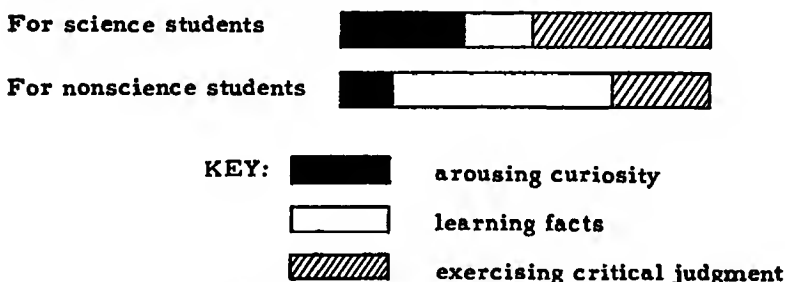 For science students
For nonscience students
KEY:
arousing curiosity
learning facts
exercising critical judgment